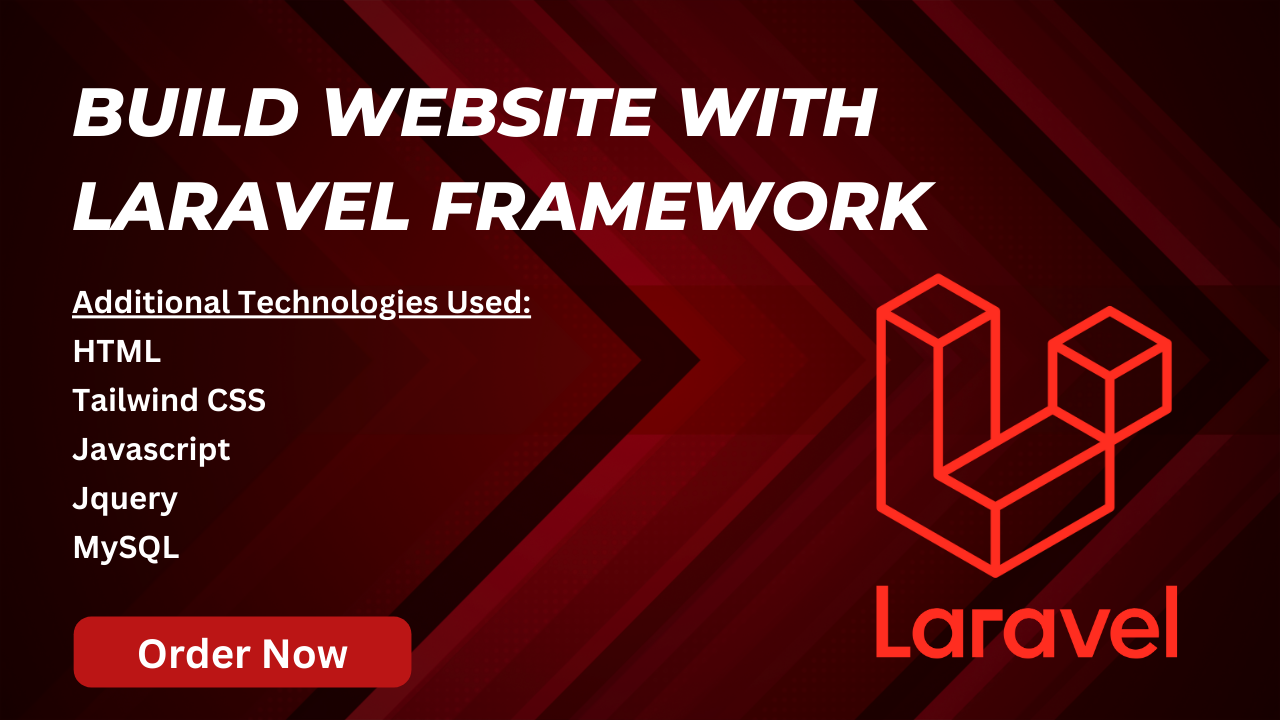 BUILD WEBSITE WITH
LARAVEL FRAMEWORK
Additional Technologies Used:
HTML
Tailwind CSS
Javascript
Jquery
MySQL
Order Now
Laravel